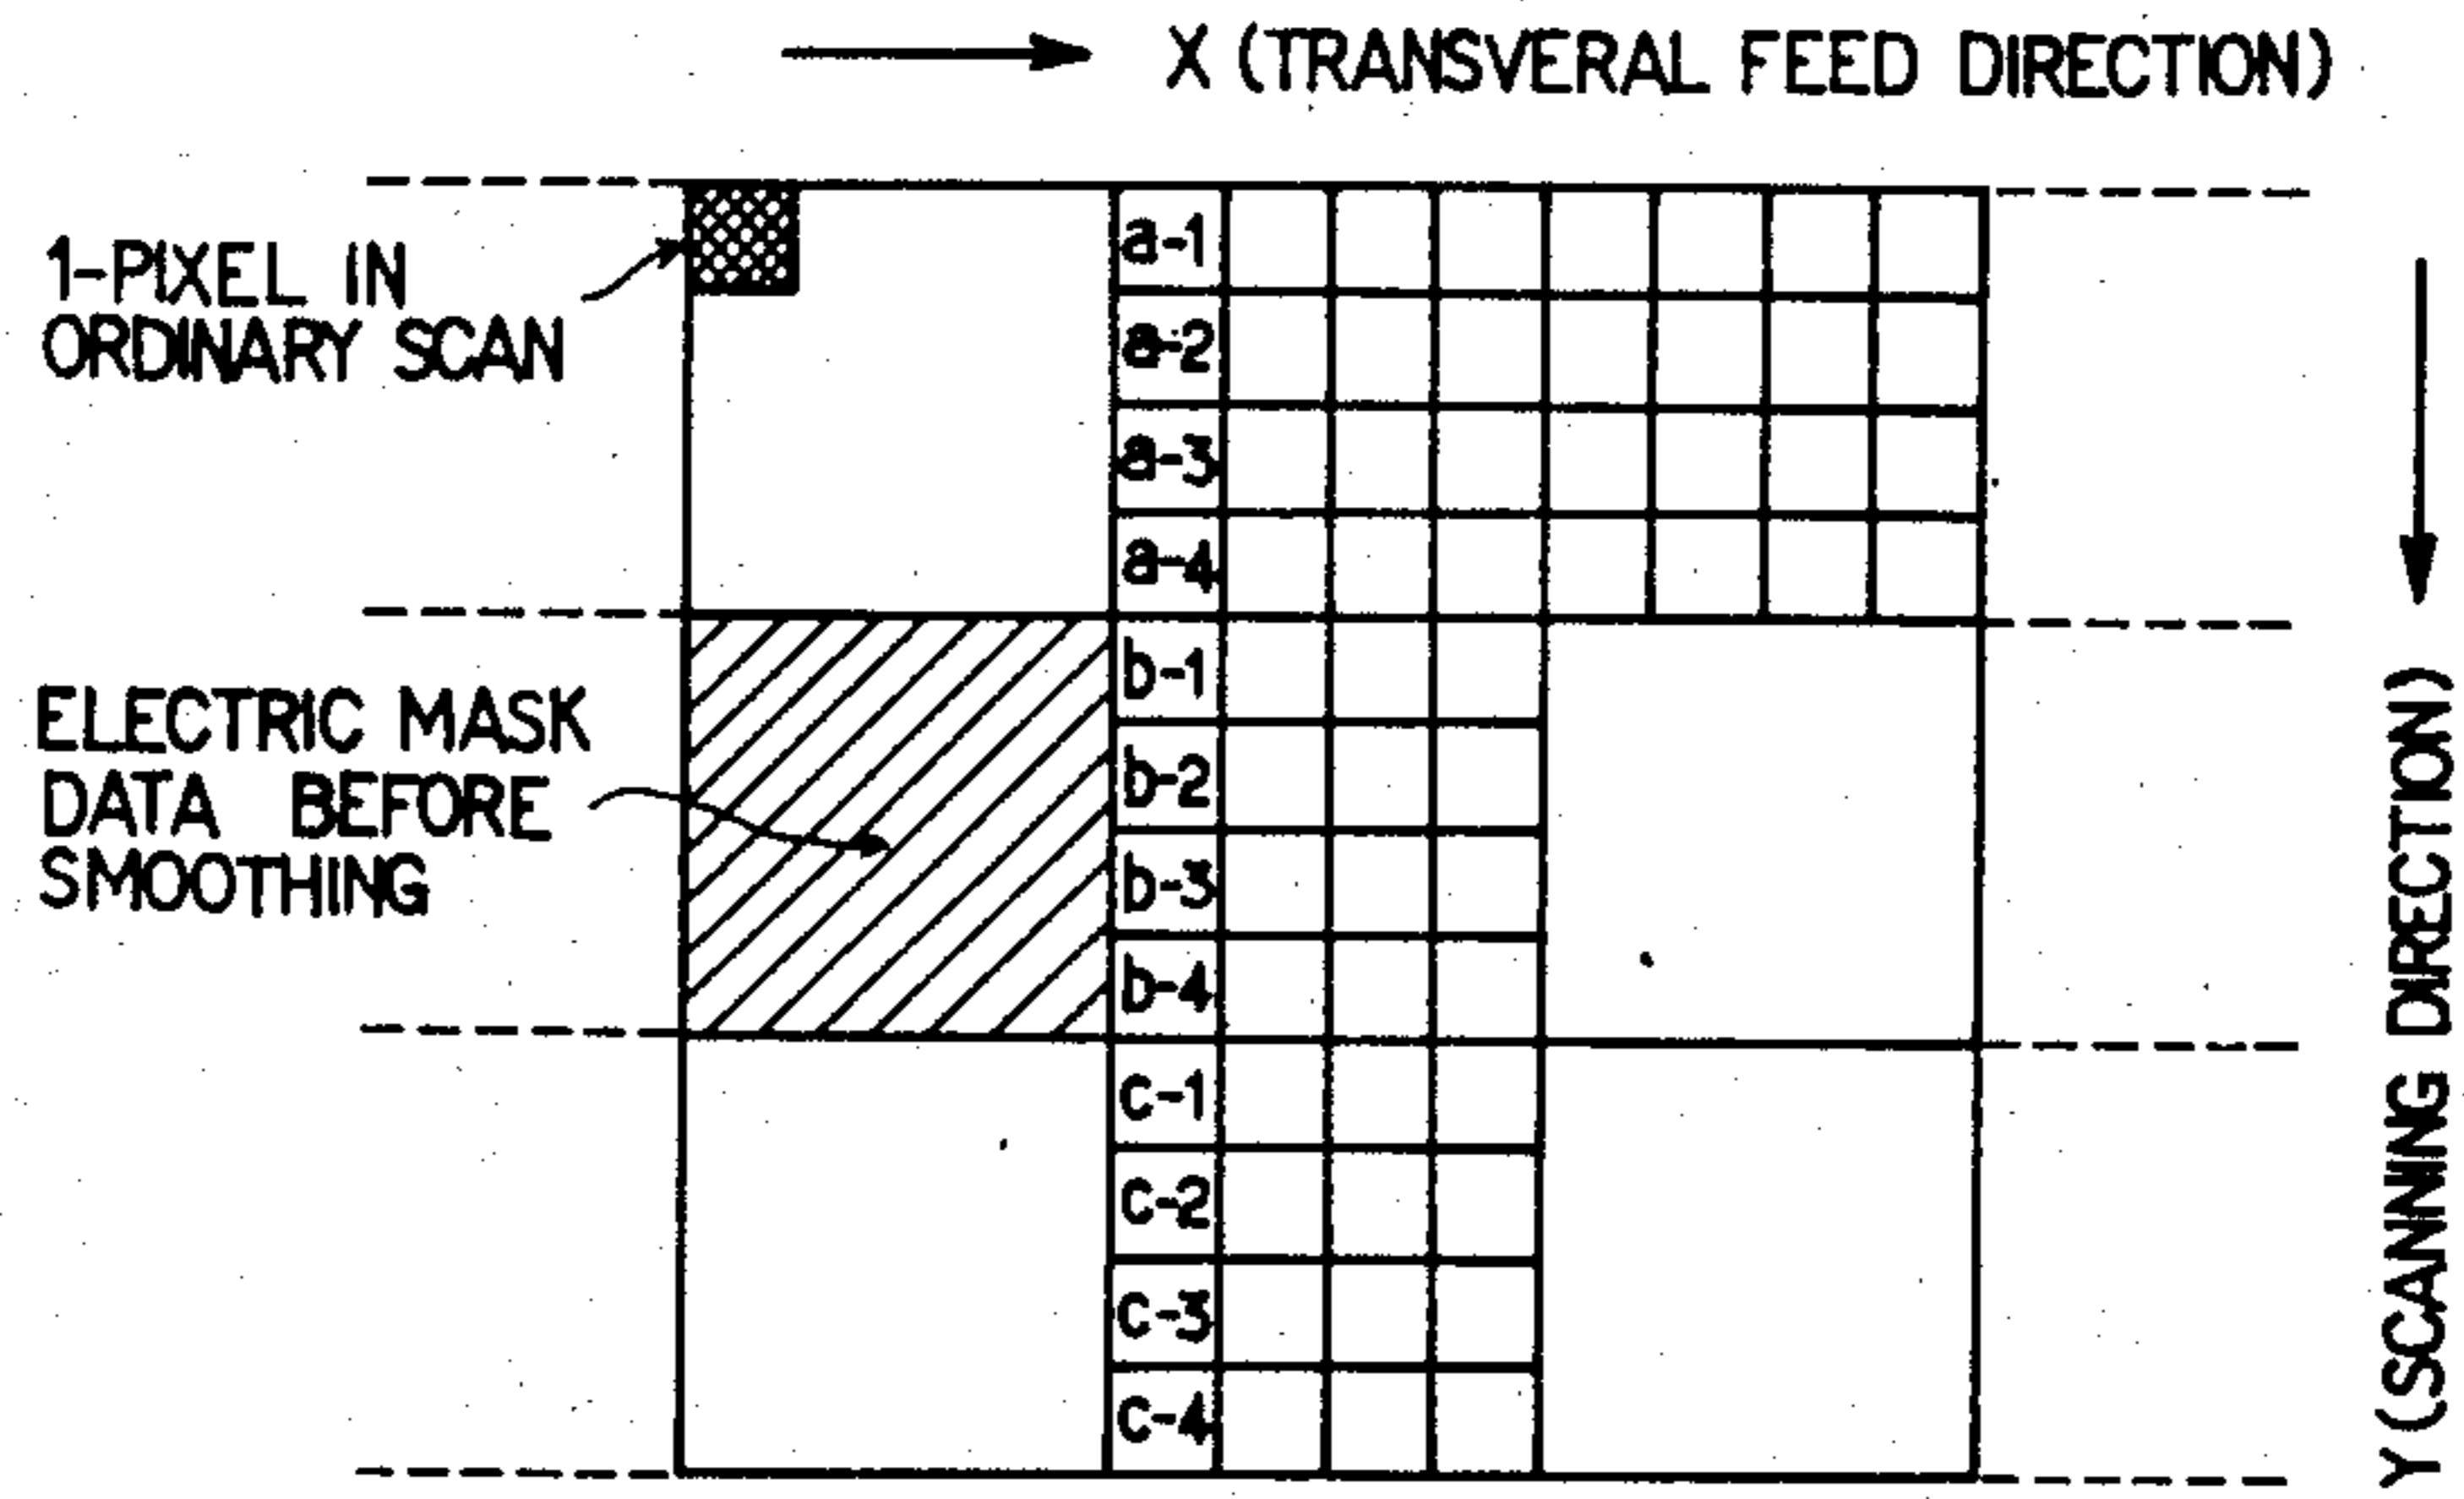 X (TRANSVERAL FEED DIRECTION)
1-PIXEL IN
ORDINARY SCAN
a-1
a-2
a-3
a-4
ELECTRIC MASK
DATA BEFORE
SMOOTHING
b-1
b-2
b-3
b-4
c-1
c-2
c-3
c-4
Y (SCANNING DIRECTION)